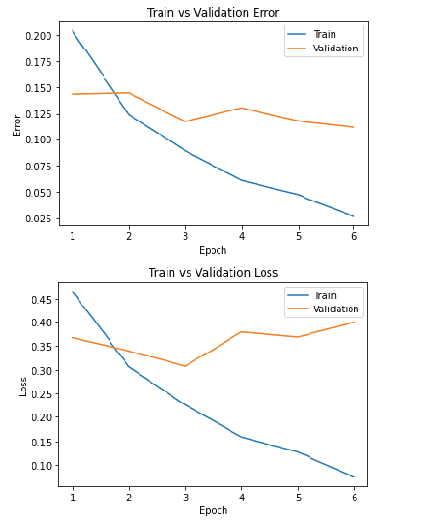 Train vs Validation Error
Train
Validation
0.200
0.175
0.150
0.125
0.100
0.075
0.050
0.025
Error
1 2 3 4 5 6
Epoch
Train vs Validation Loss
Train
Validation
0.45
0.40
0.35
0.30
0.25
0.20
0.15
0.10
Loss
1 2 3 4 5 6
Epoch